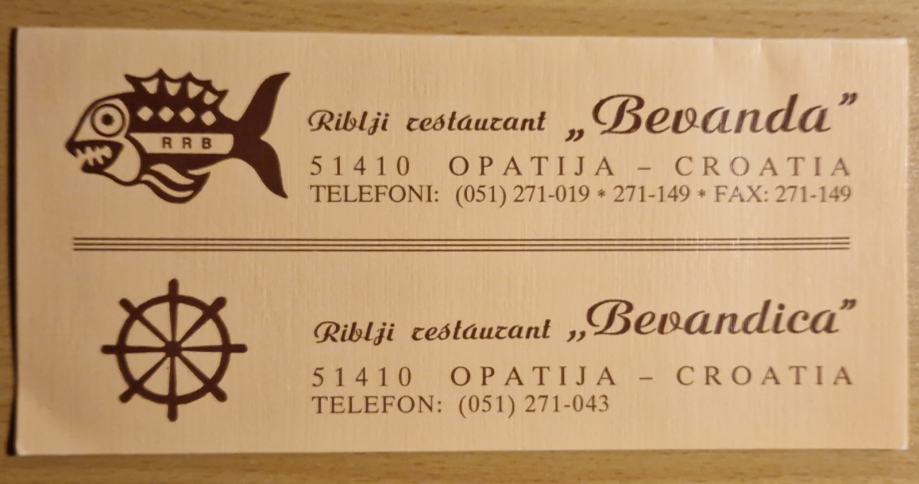 RRB
Riblji restaurant „Bevanda”
51410 OPATIJA – CROATIA
TELEFONI: (051) 271-019 * 271-149 * FAX: 271-149
Riblji restaurant „Bevandica”
51410 OPATIJA – CROATIA
TELEFON: (051) 271-043